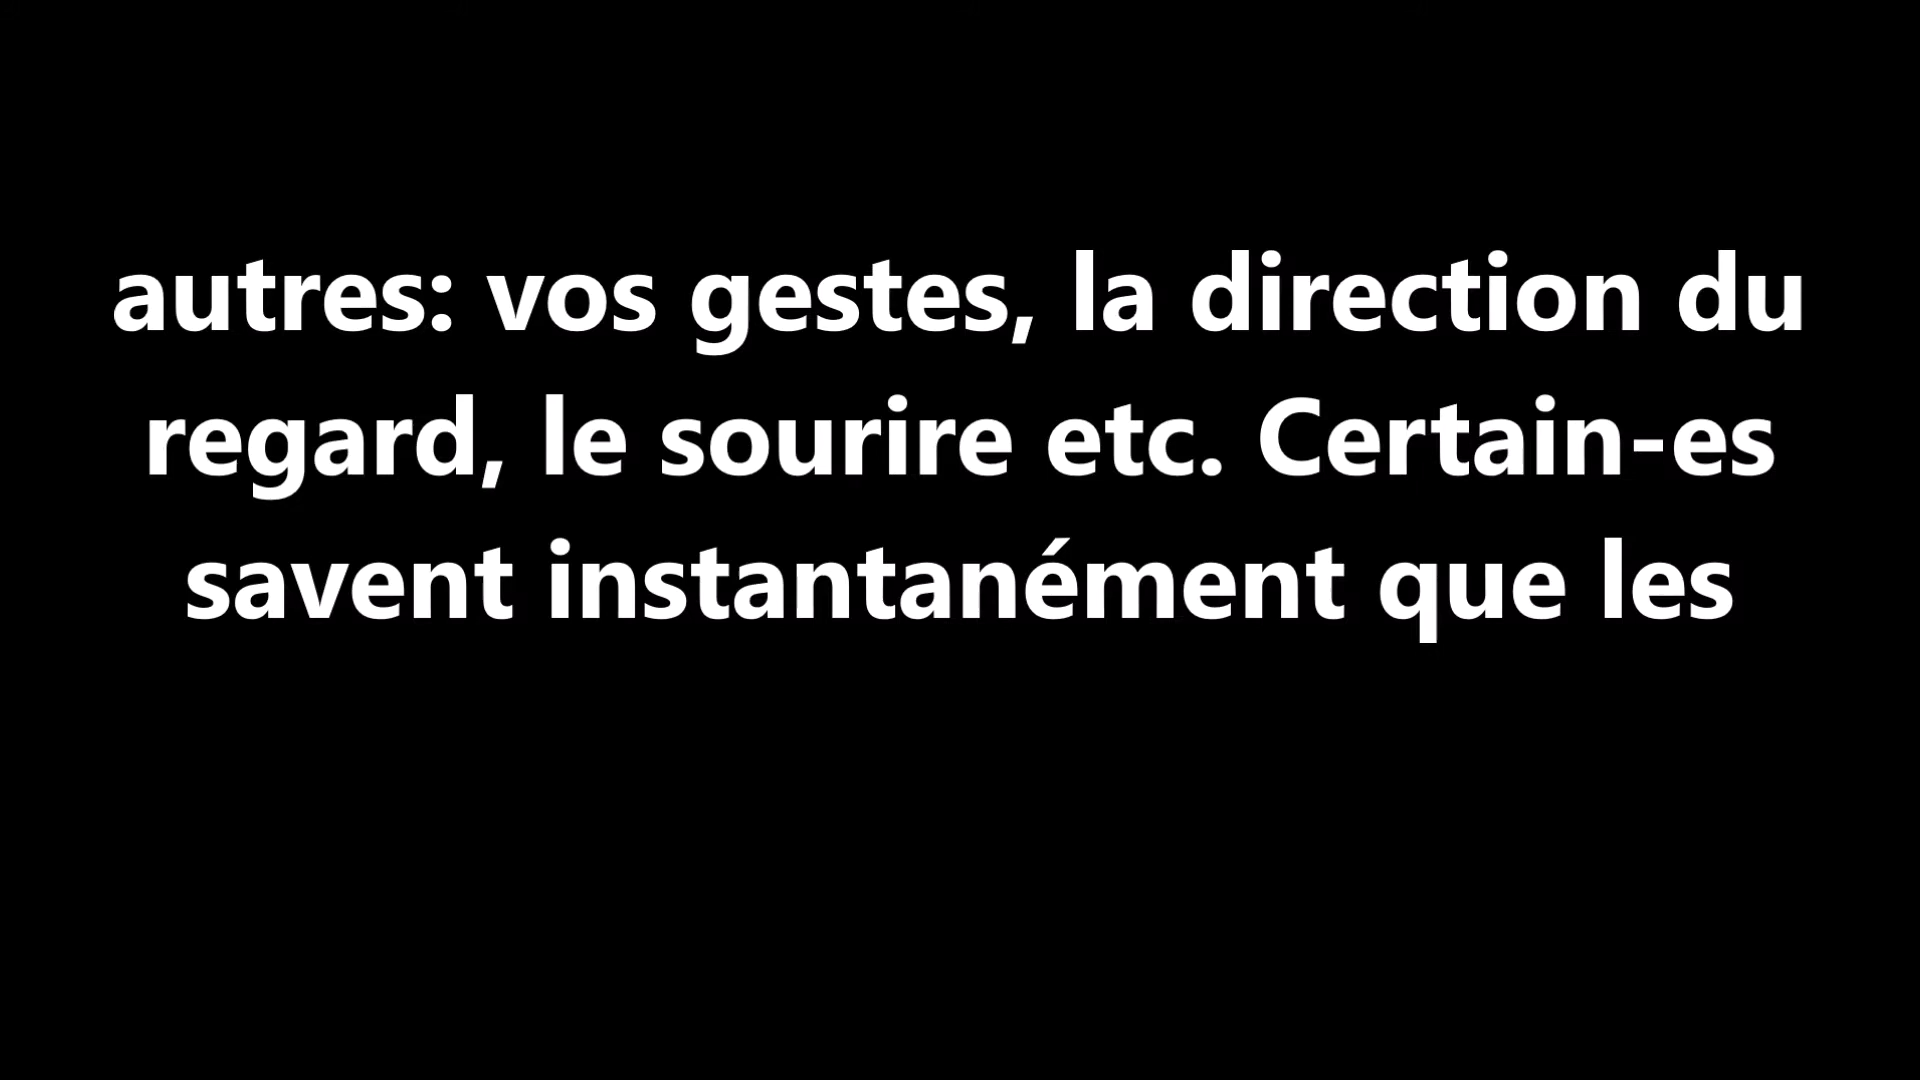 autres: vos gestes, la direction du
regard, le sourire etc. Certain-es
savent instantanément que les